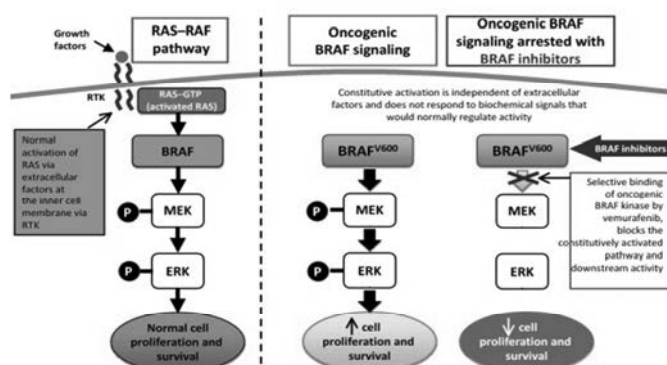 Growth
factors
RAS–RAF
pathway
RTK
RAS–GTP
(activated RAS)
Normal
activation of
RAS via
extracellular
factors at
the inner cell
membrane via
RTK
BRAF
P
MEK
P
ERK
Normal cell
proliferation and
survival
Oncogenic
BRAF signaling
Oncogenic BRAF
signaling arrested with
BRAF inhibitors
Constitutive activation is independent of extracellular
factors and does not respond to biochemical signals that
would normally regulate activity
BRAFV600
P
MEK
P
ERK
↑ cell
proliferation and
survival
BRAFV600
BRAF inhibitors
MEK
ERK
↓ cell
proliferation and
survival
Selective binding
of oncogenic
BRAF kinase by
vemurafenib,
blocks the
constitutively activated
pathway and
downstream activity